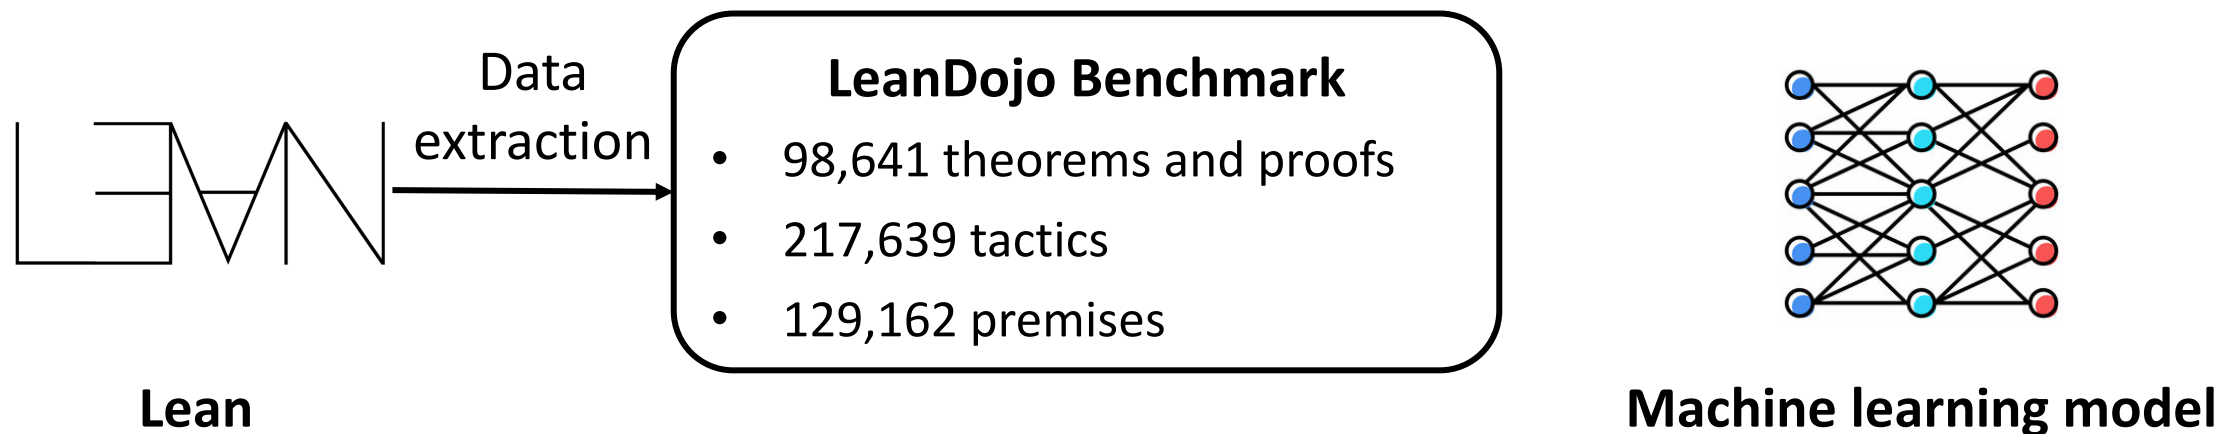 LEAN
Lean
Data
extraction
LeanDojo Benchmark
• 98,641 theorems and proofs
• 217,639 tactics
• 129,162 premises
Machine learning model